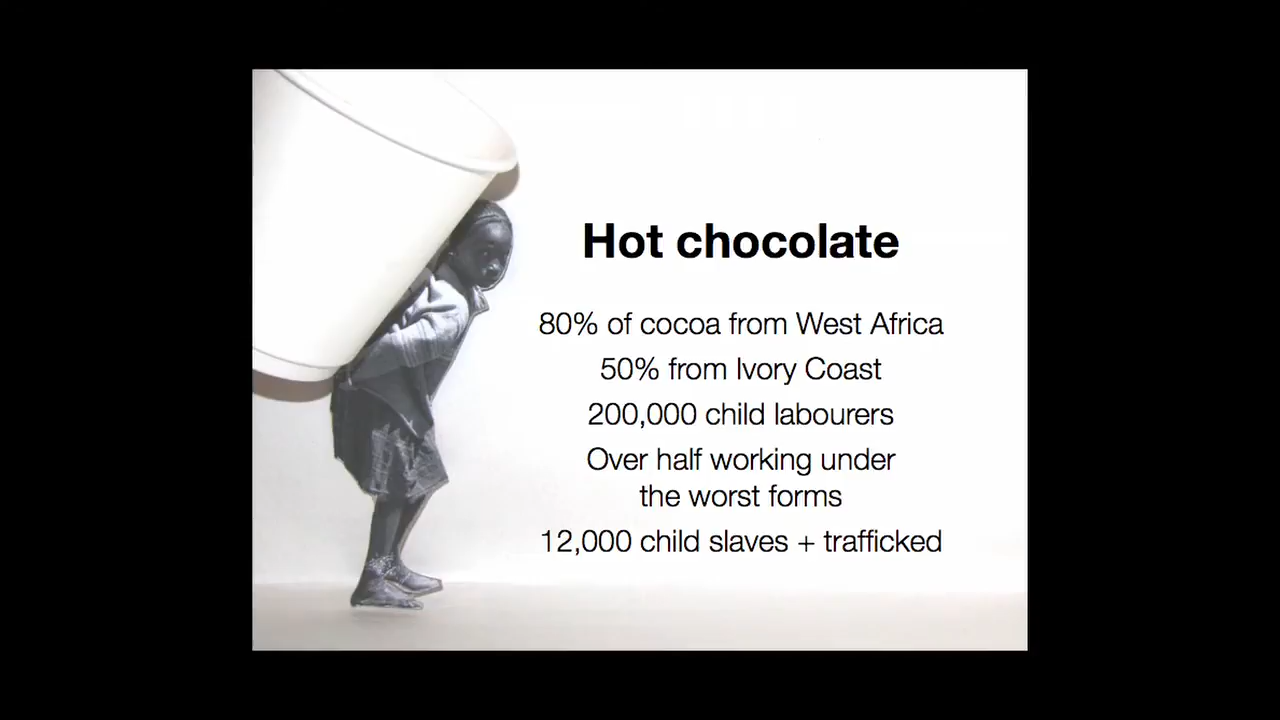 Hot chocolate
80% of cocoa from West Africa
50% from Ivory Coast
200,000 child labourers
Over half working under
the worst forms
12,000 child slaves + trafficked